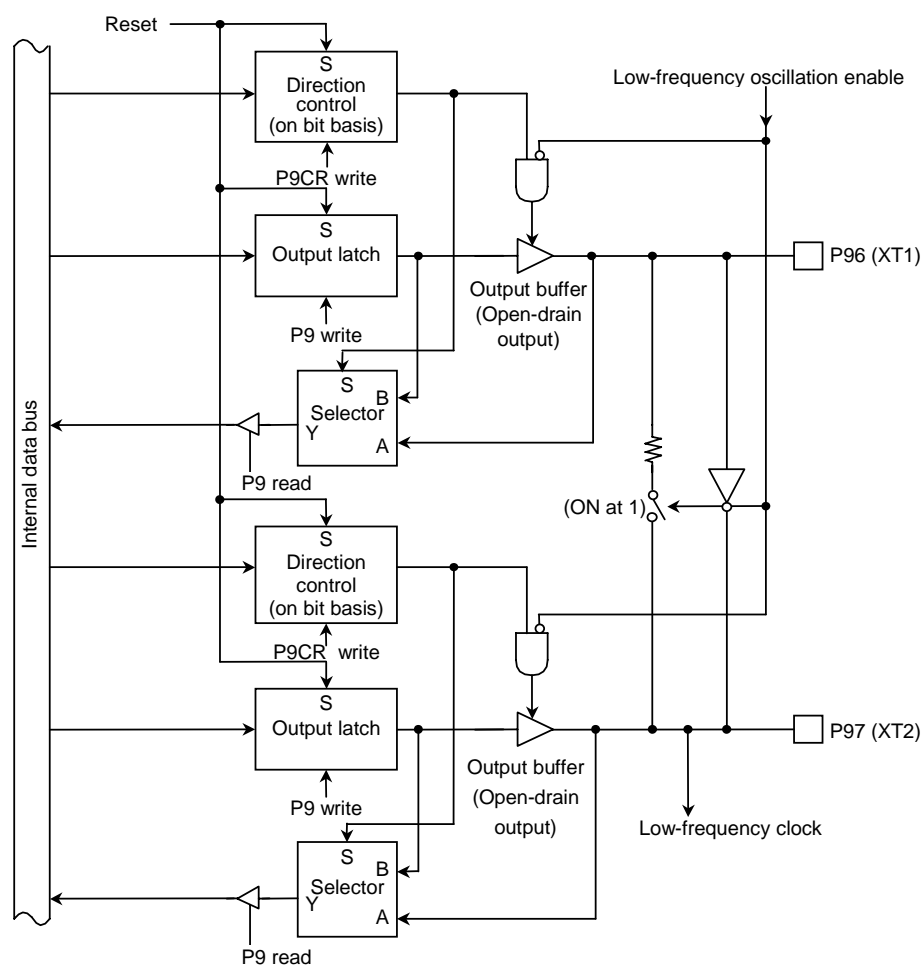 Reset
S
Direction
control
(on bit basis)
Low-frequency oscillation enable
P9CR write
S
Output latch
P96 (XT1)
Output buffer
(Open-drain
output)
P9 write
S
B
Selector
Y
A
P9 read
(ON at 1)
Internal data bus
S
Direction
control
(on bit basis)
P9CR write
S
Output latch
P97 (XT2)
Output buffer
(Open-drain
output)
P9 write
Low-frequency clock
S
B
Selector
Y
A
P9 read